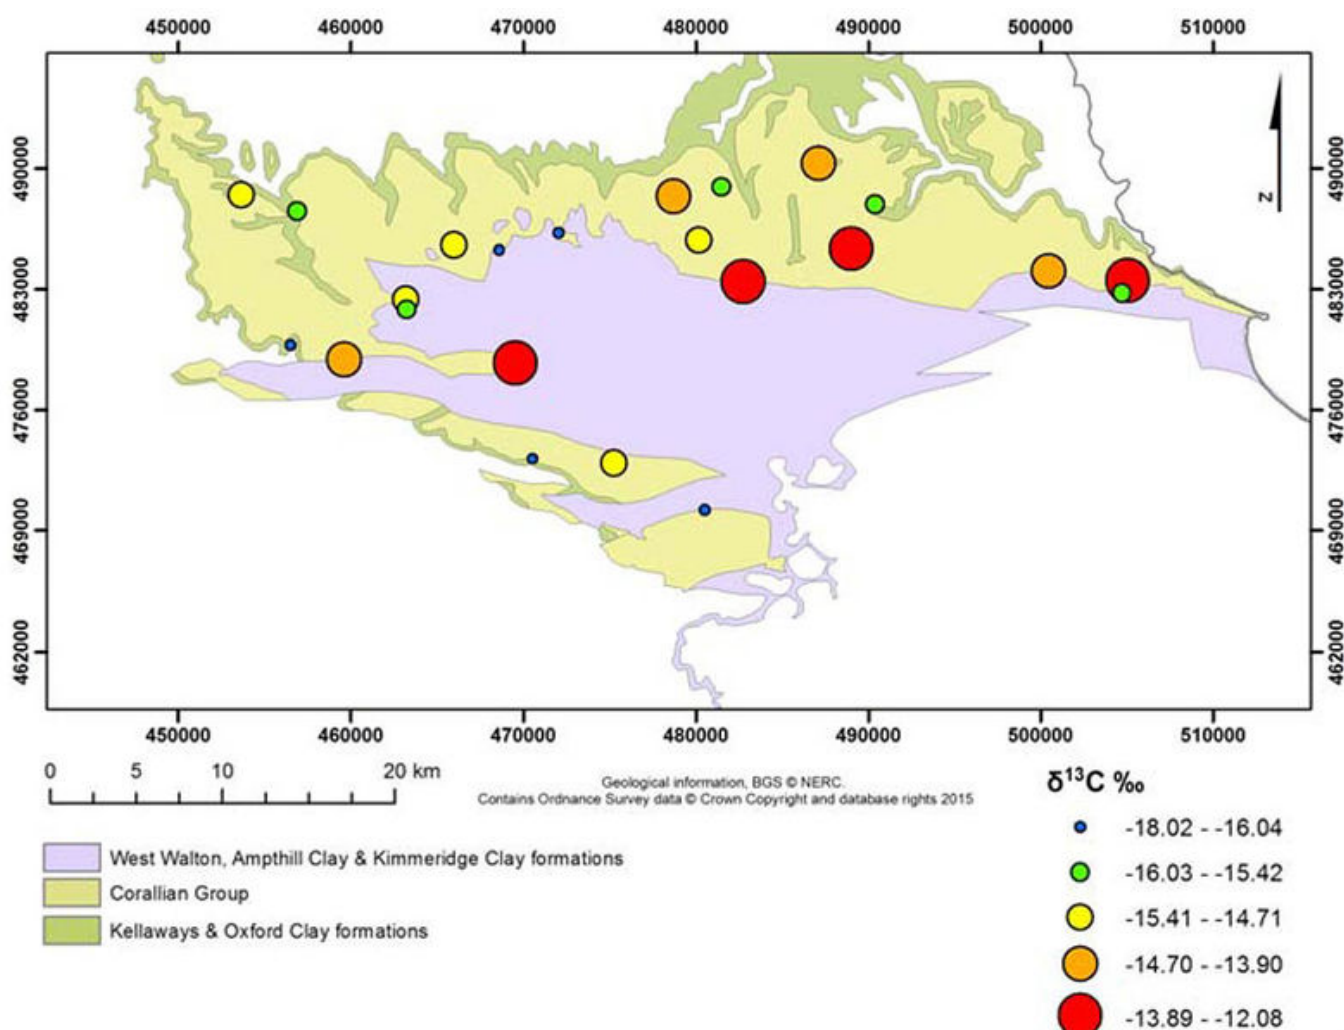 450000 460000 470000 480000 490000 500000 510000
490000 490000
483000 483000
476000 476000
469000 469000
462000 462000
N
450000 460000 470000 480000 490000 500000 510000
0 5 10 20 km
Geological information, BGS © NERC.
Contains Ordnance Survey data © Crown Copyright and database rights 2015
West Walton, Ampthill Clay & Kimmeridge Clay formations
Corallian Group
Kellaways & Oxford Clay formations
δ¹³C ‰
-18.02 - -16.04
-16.03 - -15.42
-15.41 - -14.71
-14.70 - -13.90
-13.89 - -12.08